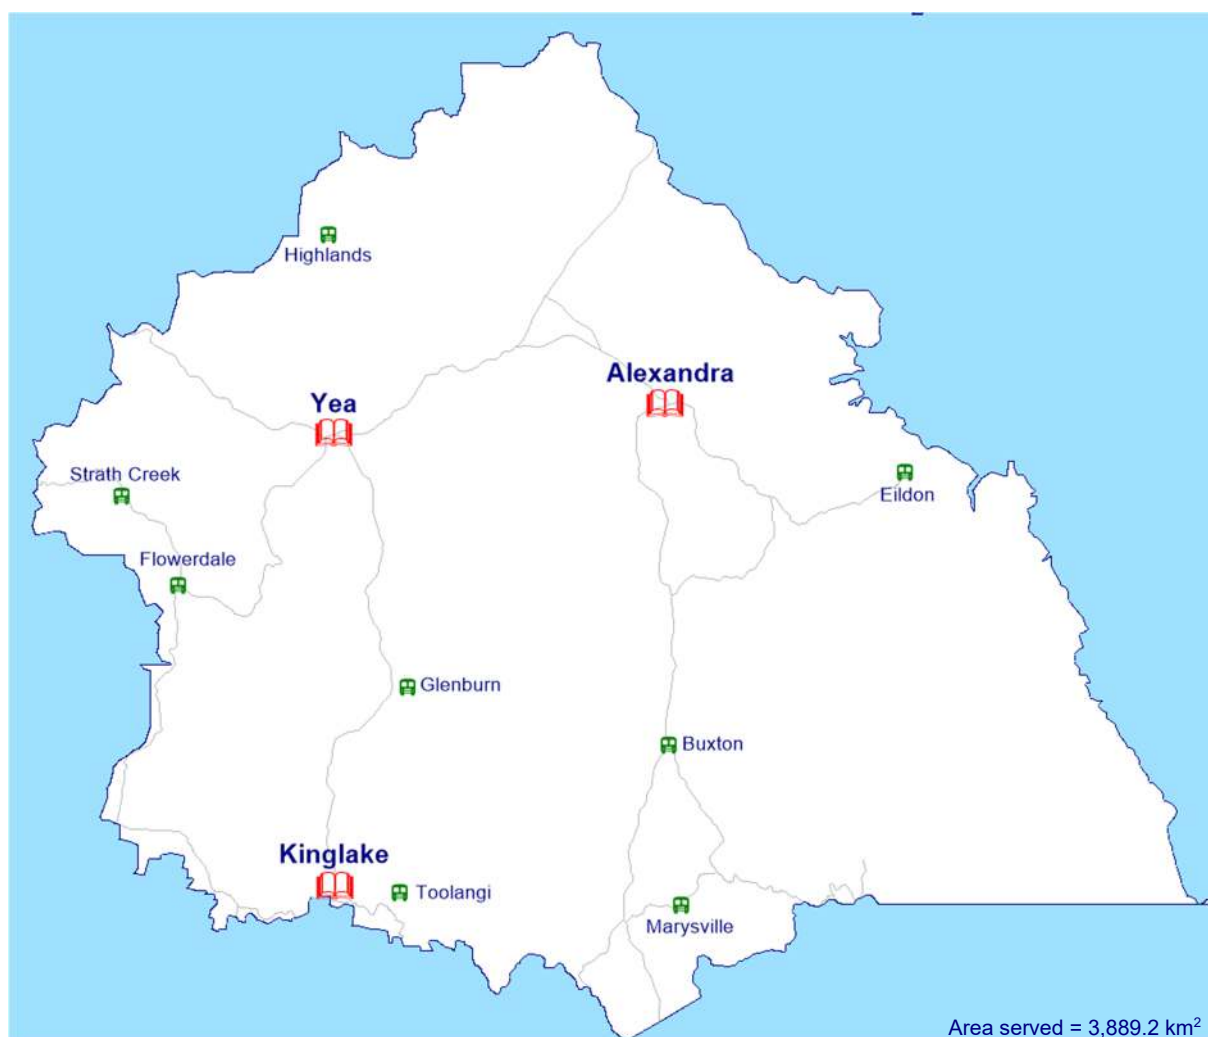 Highlands
Alexandra
Yea
Strath Creek
Eildon
Flowerdale
Glenburn
Buxton
Kinglake
Toolangi
Marysville
Area served = 3,889.2 km²